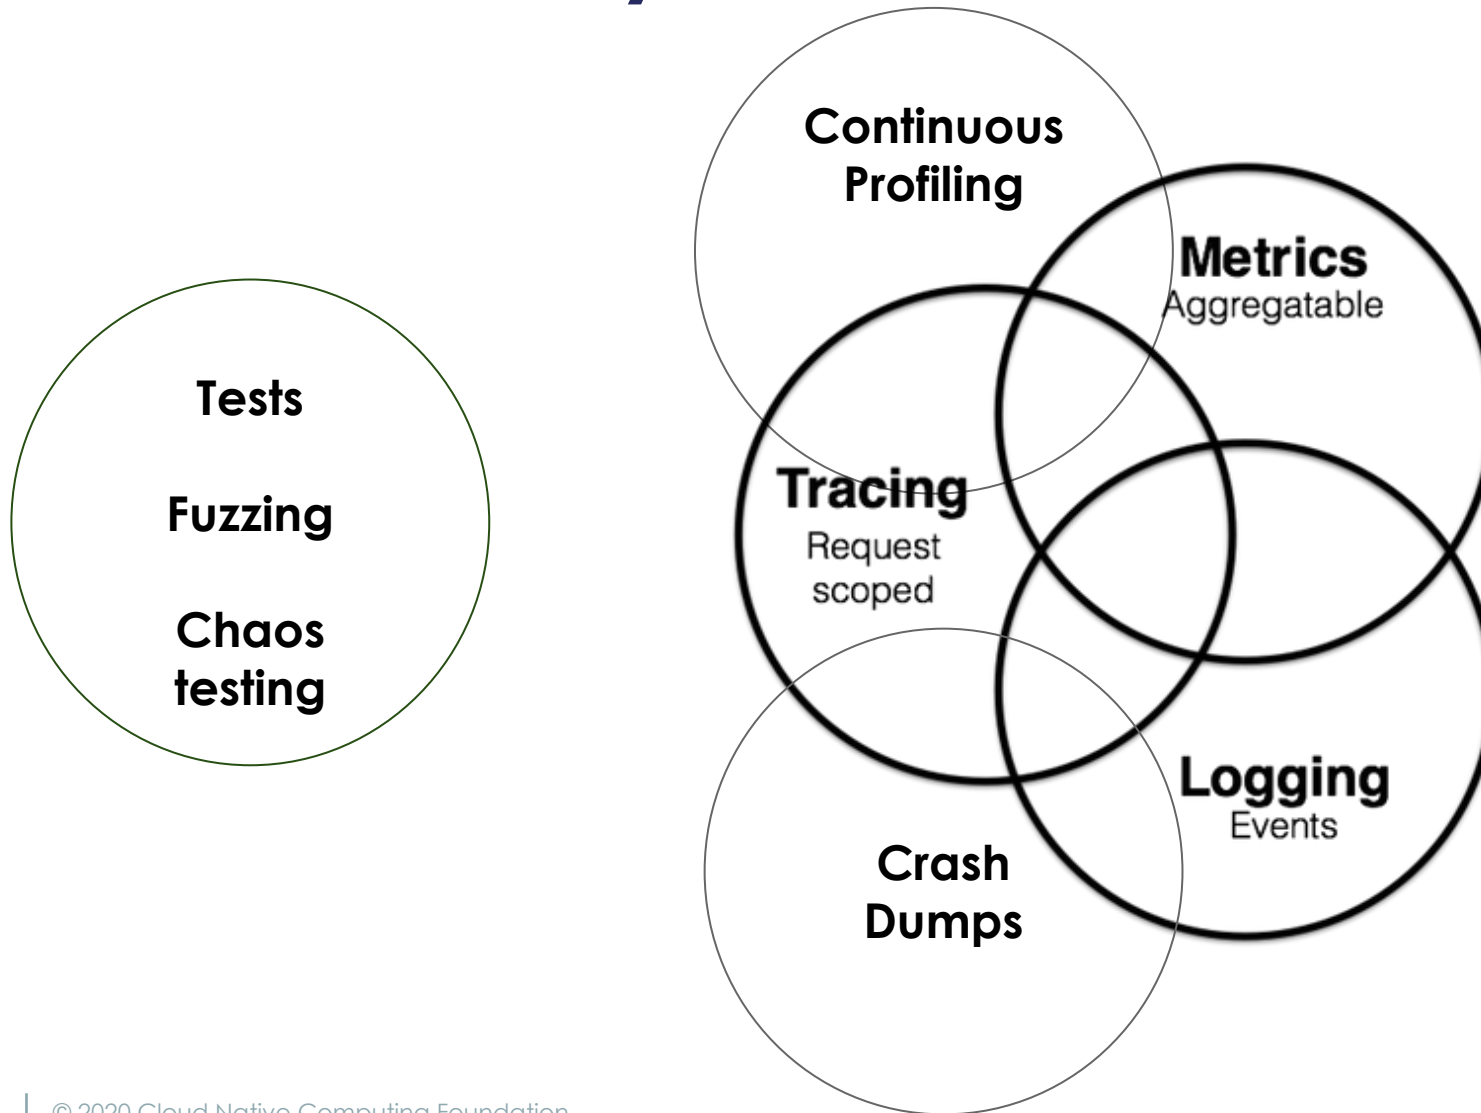 Tests
Fuzzing
Chaos
testing
Continuous
Profiling
Metrics
Aggregatable
Tracing
Request
scoped
Logging
Events
Crash
Dumps
© 2020 Cloud Native Computing Foundation